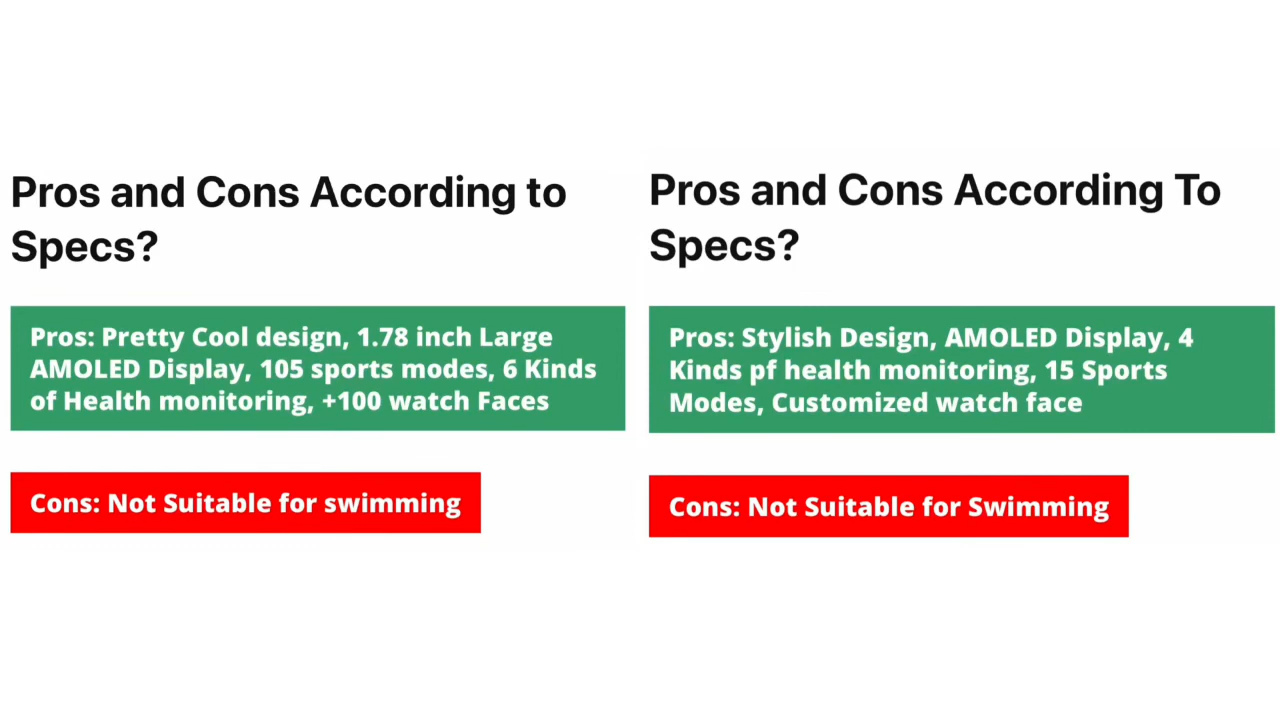 Pros and Cons According to
Specs?
Pros: Pretty Cool design, 1.78 inch Large
AMOLED Display, 105 sports modes, 6 Kinds
of Health monitoring, +100 watch Faces
Cons: Not Suitable for swimming
Pros and Cons According To
Specs?
Pros: Stylish Design, AMOLED Display, 4
Kinds pf health monitoring, 15 Sports
Modes, Customized watch face
Cons: Not Suitable for Swimming